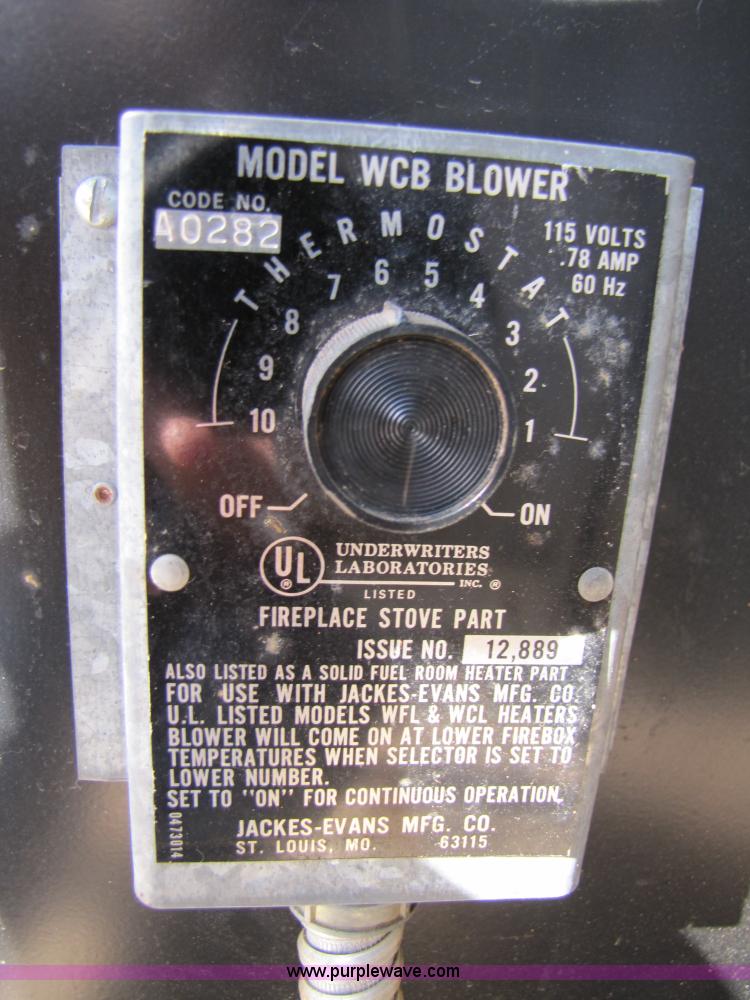 MODEL WCB BLOWER
CODE NO.
A0282
THERMOSTAT
115 VOLTS
.78 AMP
60 Hz
10 9 8 7 6 5 4 3 2 1
OFF ON
UL ®
UNDERWRITERS
LABORATORIES
INC. ®
LISTED
FIREPLACE STOVE PART
ISSUE NO. 12,889
ALSO LISTED AS A SOLID FUEL ROOM HEATER PART
FOR USE WITH JACKES-EVANS MFG. CO.
U.L. LISTED MODELS WFL & WCL HEATERS
BLOWER WILL COME ON AT LOWER FIREBOX
TEMPERATURES WHEN SELECTOR IS SET TO
LOWER NUMBER.
SET TO "ON" FOR CONTINUOUS OPERATION.
JACKES-EVANS MFG. CO.
ST. LOUIS, MO. 63115
0473014
www.purplewave.com